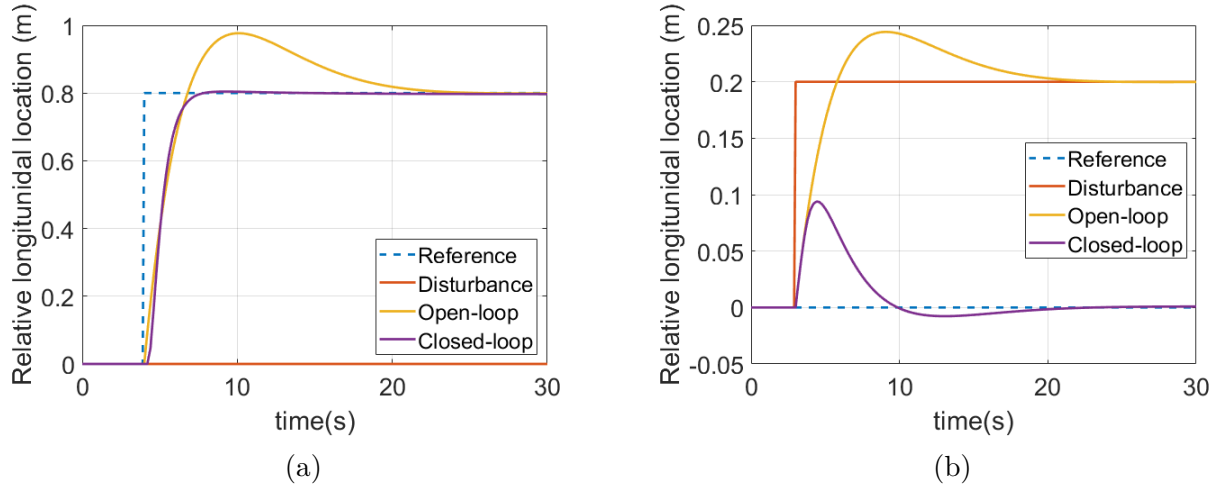 Relative longitunidal location (m)
1
0.8
0.6
0.4
0.2
0
0
10
20
30
time(s)
Reference
Disturbance
Open-loop
Closed-loop
(a)
Relative longitunidal location (m)
0.25
0.2
0.15
0.1
0.05
0
-0.05
0
10
20
30
time(s)
Reference
Disturbance
Open-loop
Closed-loop
(b)